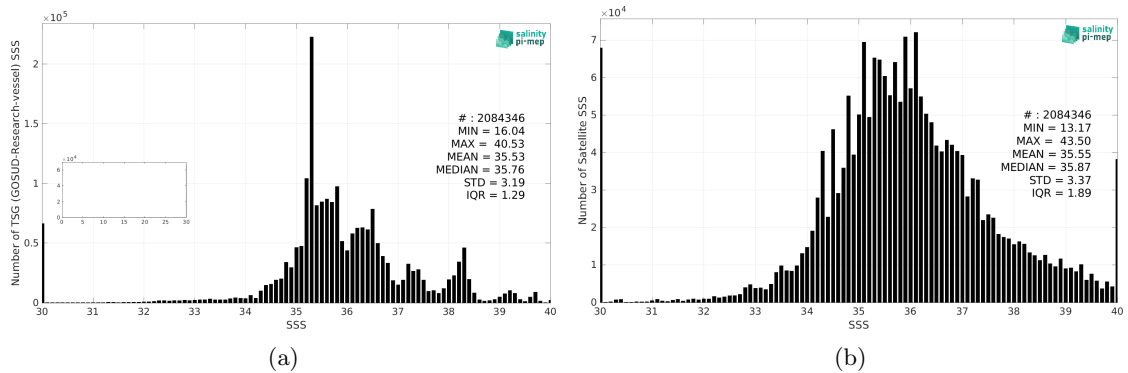 ×10⁵
Number of TSG (GOSUD-Research-vessel) SSS
2
1.5
1
0.5
0
salinity
pi-mep
# : 2084346
MIN = 16.04
MAX = 40.53
MEAN = 35.53
MEDIAN = 35.76
STD = 3.19
IQR = 1.29
×10⁴
6
4
2
0
0 5 10 15 20 25 30
30 31 32 33 34 35 36 37 38 39 40
SSS
(a)
×10⁴
Number of Satellite SSS
7
6
5
4
3
2
1
0
salinity
pi-mep
# : 2084346
MIN = 13.17
MAX = 43.50
MEAN = 35.55
MEDIAN = 35.87
STD = 3.37
IQR = 1.89
30 31 32 33 34 35 36 37 38 39 40
SSS
(b)